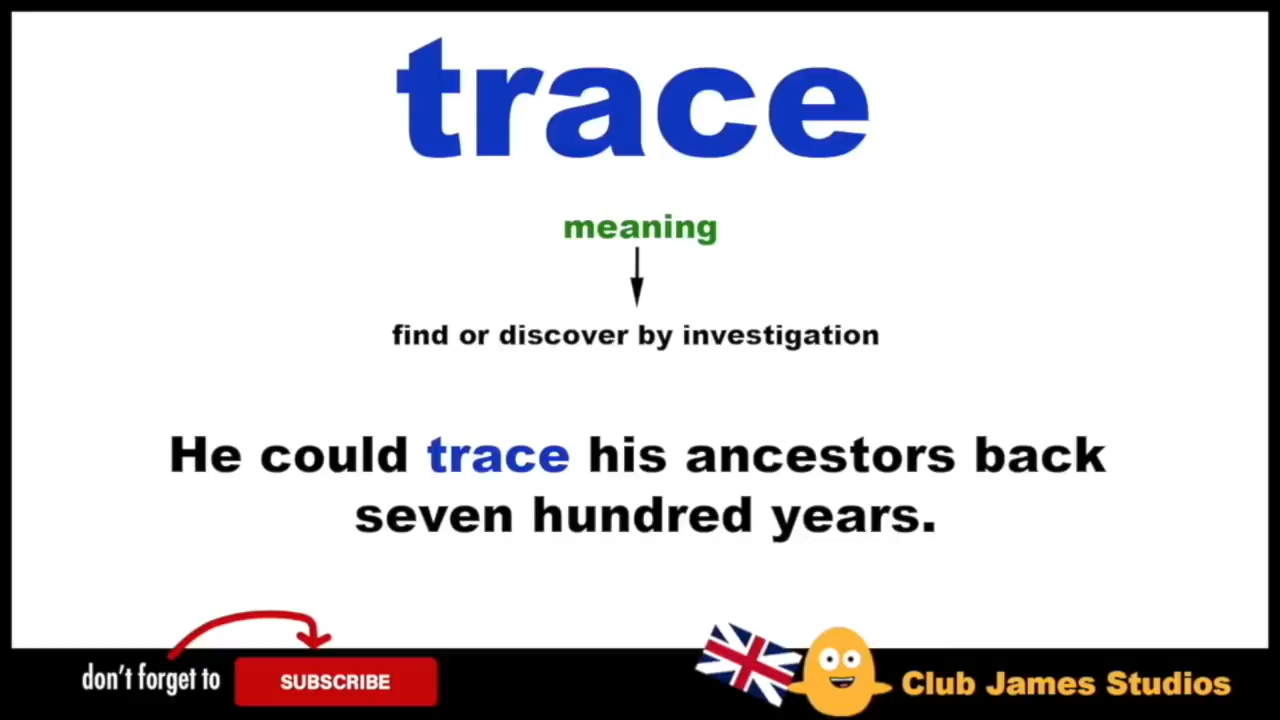 trace
meaning
find or discover by investigation
He could trace his ancestors back
seven hundred years.
don't forget to
SUBSCRIBE
Club James Studios